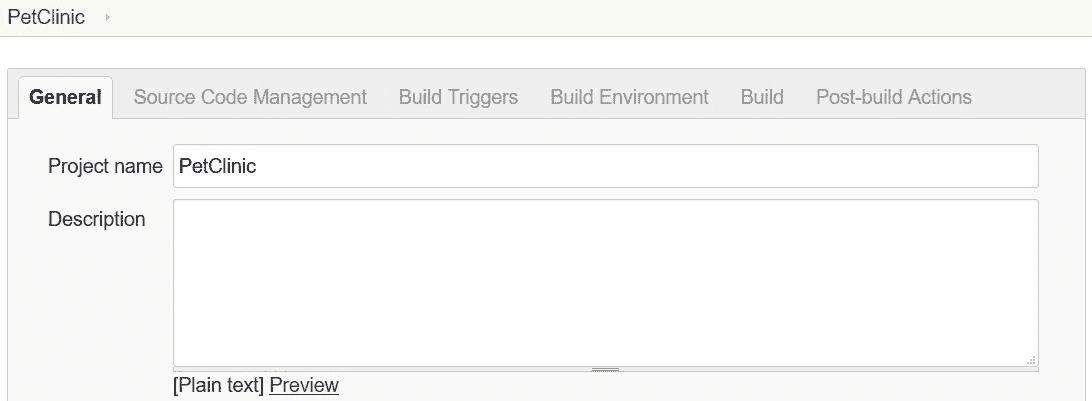 PetClinic
General Source Code Management Build Triggers Build Environment Build Post-build Actions
Project name PetClinic
Description
[Plain text] Preview